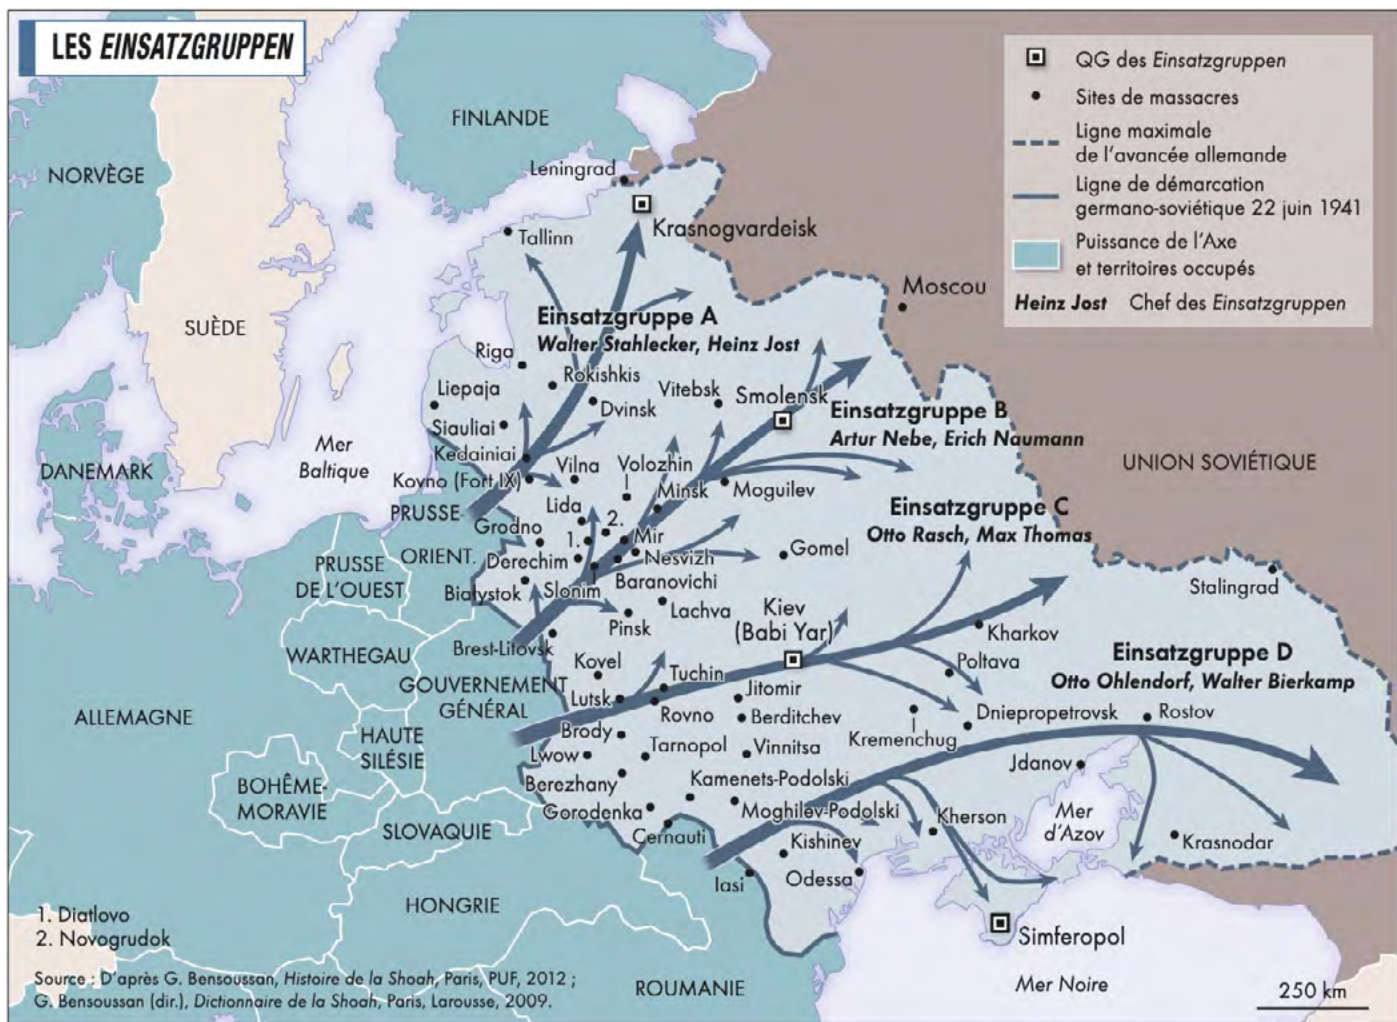 LES EINSATZGRUPPEN
QG des Einsatzgruppen
Sites de massacres
Ligne maximale
de l'avancée allemande
Ligne de démarcation
germano-soviétique 22 juin 1941
Puissance de l'Axe
et territoires occupés
Heinz Jost Chef des Einsatzgruppen
FINLANDE
NORVÈGE
Leningrad
Krasnogvardeisk
Tallinn
Moscou
SUÈDE
Einsatzgruppe A
Walter Stahlecker, Heinz Jost
Riga
Rokishkis
Liepaja
Vitebsk
Smolensk
Dvinsk
Siauliai
Einsatzgruppe B
Artur Nebe, Erich Naumann
Mer
Baltique
DANEMARK
Kedainiai
Vilna
Volozhin
UNION SOVIÉTIQUE
Kovno (Fort IX)
Minsk
Moguilev
PRUSSE-
ORIENT.
Lida
2.
Einsatzgruppe C
Otto Rasch, Max Thomas
Grodno
1.
Mir
Derechim
Nesvizh
Gomel
PRUSSE
DE L'OUEST
Białystok
Slonim
Baranovichi
Stalingrad
Lachva
Pinsk
Kiev
(Babi Yar)
Kharkov
Brest-Litovsk
WARTHEGAU
Kovel
Tuchin
Poltava
Einsatzgruppe D
Otto Ohlendorf, Walter Bierkamp
GOUVERNEMENT
GÉNÉRAL
Lutsk
Rovno
Jitomir
Berditchev
Dniepropetrovsk
Rostov
ALLEMAGNE
HAUTE
SILÉSIE
Brody
Kremenchug
Lwow
Tarnopol
Vinnitsa
Jdanov
BOHÊME-
MORAVIE
Berezhany
Kamenets-Podolski
Gorodenka
Moghilev-Podolski
Kherson
Mer
d'Azov
SLOVAQUIE
Cernauti
Kishinev
Krasnodar
Iasi
Odessa
HONGRIE
Simferopol
1. Diatlovo
2. Novogrudok
Source : D'après G. Bensoussan, Histoire de la Shoah, Paris, PUF, 2012 ;
G. Bensoussan (dir.), Dictionnaire de la Shoah, Paris, Larousse, 2009.
ROUMANIE
Mer Noire
250 km